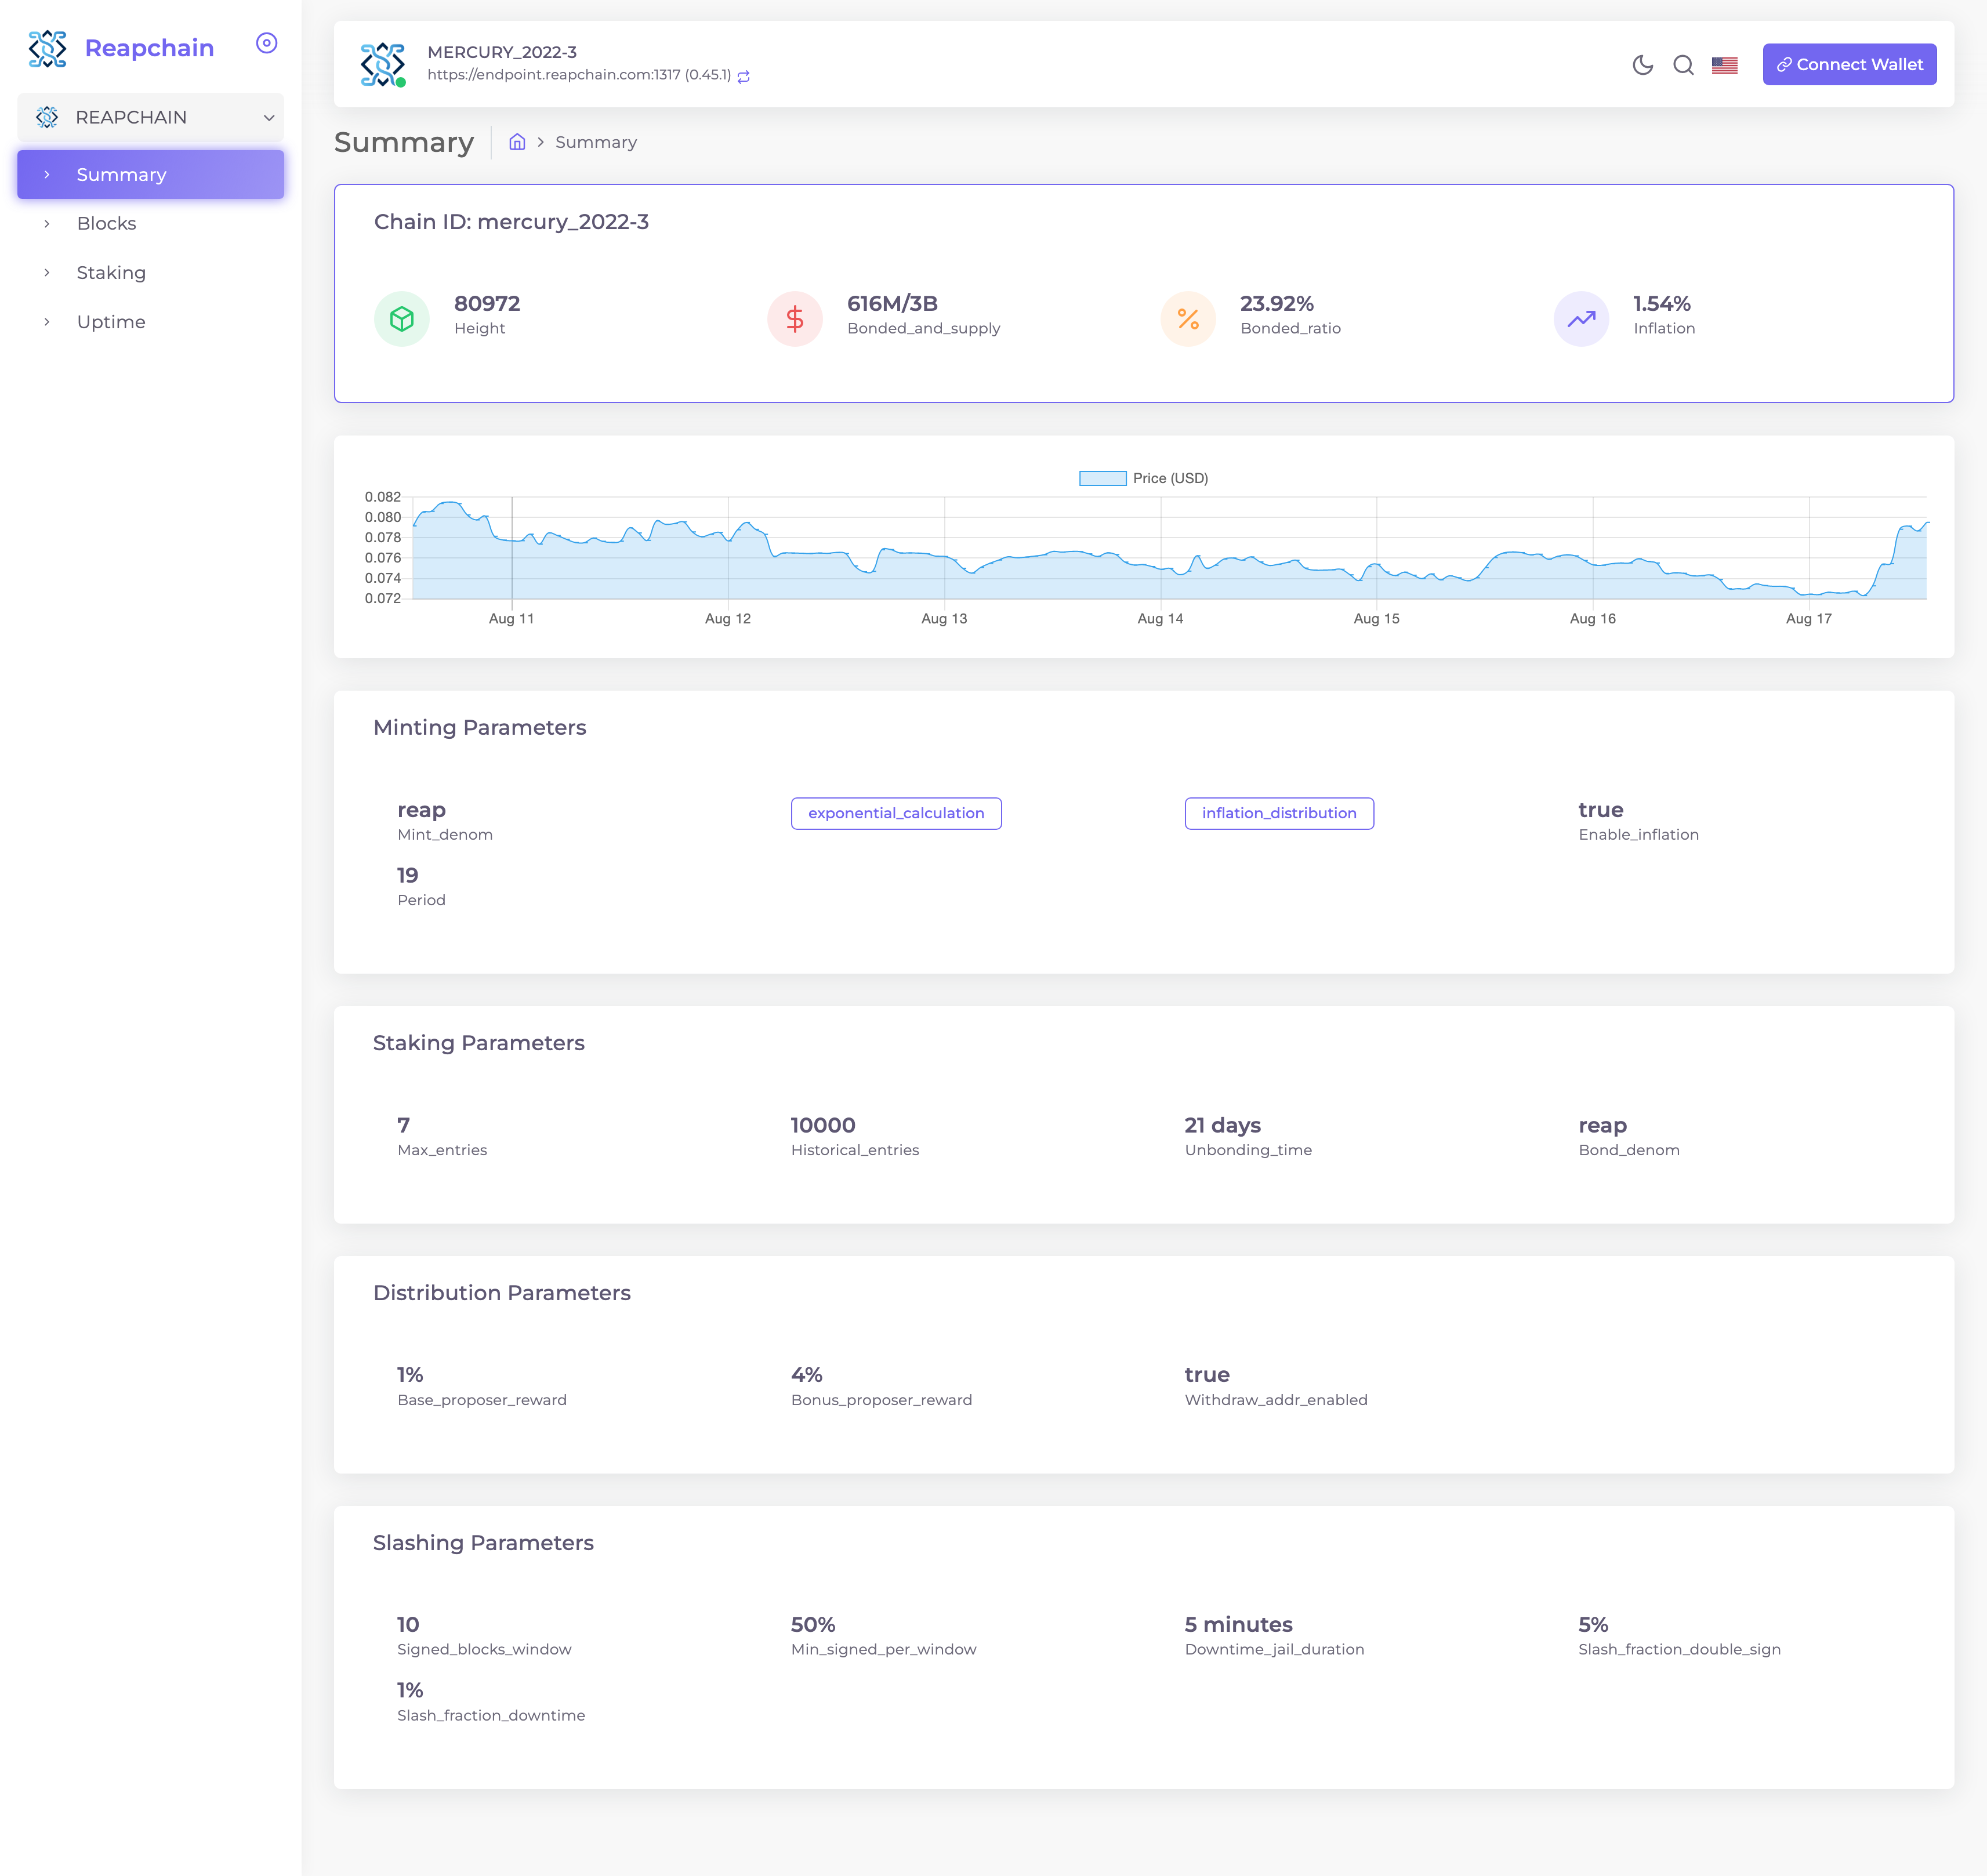 Reapchain
REAPCHAIN
Summary
Blocks
Staking
Uptime
MERCURY_2022-3
https://endpoint.reapchain.com:1317 (0.45.1)
Connect Wallet
Summary
Summary
Chain ID: mercury_2022-3
80972
Height
616M/3B
Bonded_and_supply
23.92%
Bonded_ratio
1.54%
Inflation
Price (USD)
0.082
0.080
0.078
0.076
0.074
0.072
Aug 11 Aug 12 Aug 13 Aug 14 Aug 15 Aug 16 Aug 17
Minting Parameters
reap
Mint_denom
exponential_calculation
inflation_distribution
true
Enable_inflation
19
Period
Staking Parameters
7
Max_entries
10000
Historical_entries
21 days
Unbonding_time
reap
Bond_denom
Distribution Parameters
1%
Base_proposer_reward
4%
Bonus_proposer_reward
true
Withdraw_addr_enabled
Slashing Parameters
10
Signed_blocks_window
50%
Min_signed_per_window
5 minutes
Downtime_jail_duration
5%
Slash_fraction_double_sign
1%
Slash_fraction_downtime